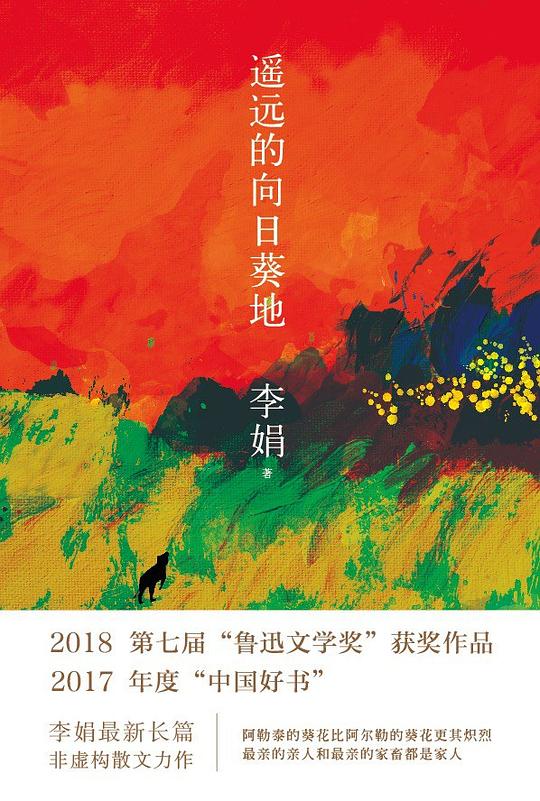 遥远的向日葵地
李娟
著
2018 第七届“鲁迅文学奖”获奖作品
2017 年度“中国好书”
李娟最新长篇
非虚构散文力作
阿勒泰的葵花比阿尔勒的葵花更其炽烈
最亲的亲人和最亲的家畜都是家人